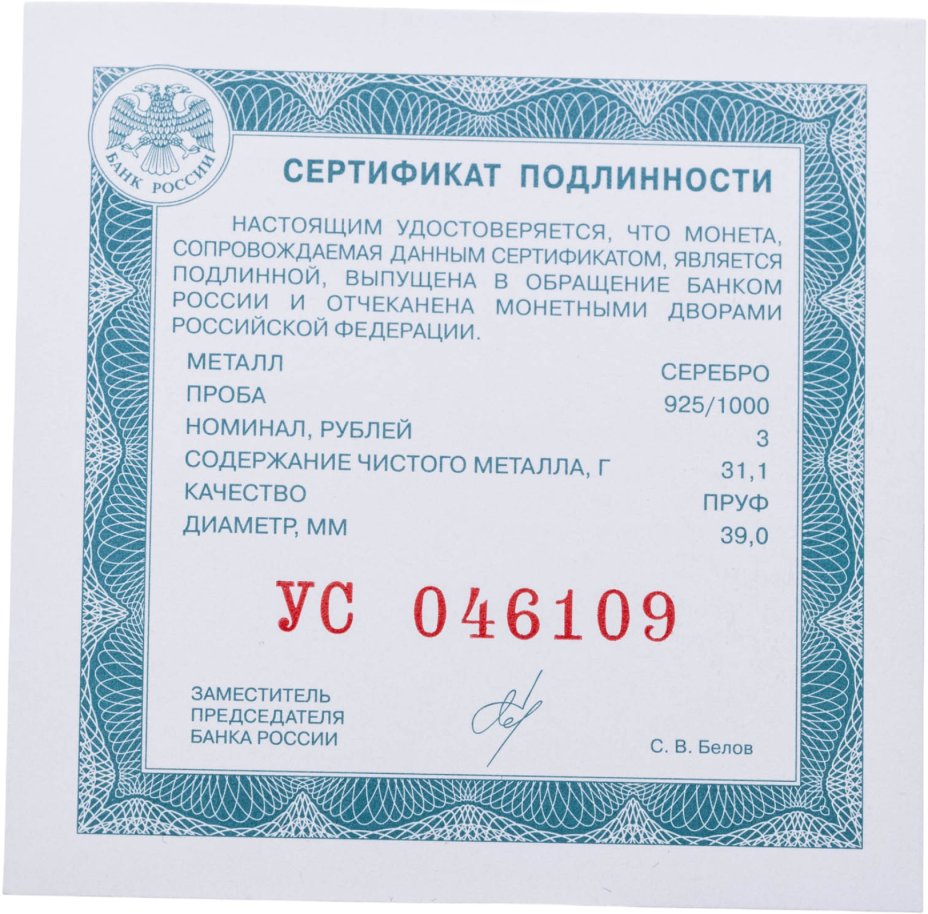 БАНК РОССИИ
СЕРТИФИКАТ ПОДЛИННОСТИ
НАСТОЯЩИМ УДОСТОВЕРЯЕТСЯ, ЧТО МОНЕТА,
СОПРОВОЖДАЕМАЯ ДАННЫМ СЕРТИФИКАТОМ, ЯВЛЯЕТСЯ
ПОДЛИННОЙ, ВЫПУЩЕНА В ОБРАЩЕНИЕ БАНКОМ
РОССИИ И ОТЧЕКАНЕНА МОНЕТНЫМИ ДВОРАМИ
РОССИЙСКОЙ ФЕДЕРАЦИИ.
МЕТАЛЛ СЕРЕБРО
ПРОБА 925/1000
НОМИНАЛ, РУБЛЕЙ 3
СОДЕРЖАНИЕ ЧИСТОГО МЕТАЛЛА, Г 31,1
КАЧЕСТВО ПРУФ
ДИАМЕТР, ММ 39,0
УС 046109
ЗАМЕСТИТЕЛЬ
ПРЕДСЕДАТЕЛЯ
БАНКА РОССИИ
С. В. Белов